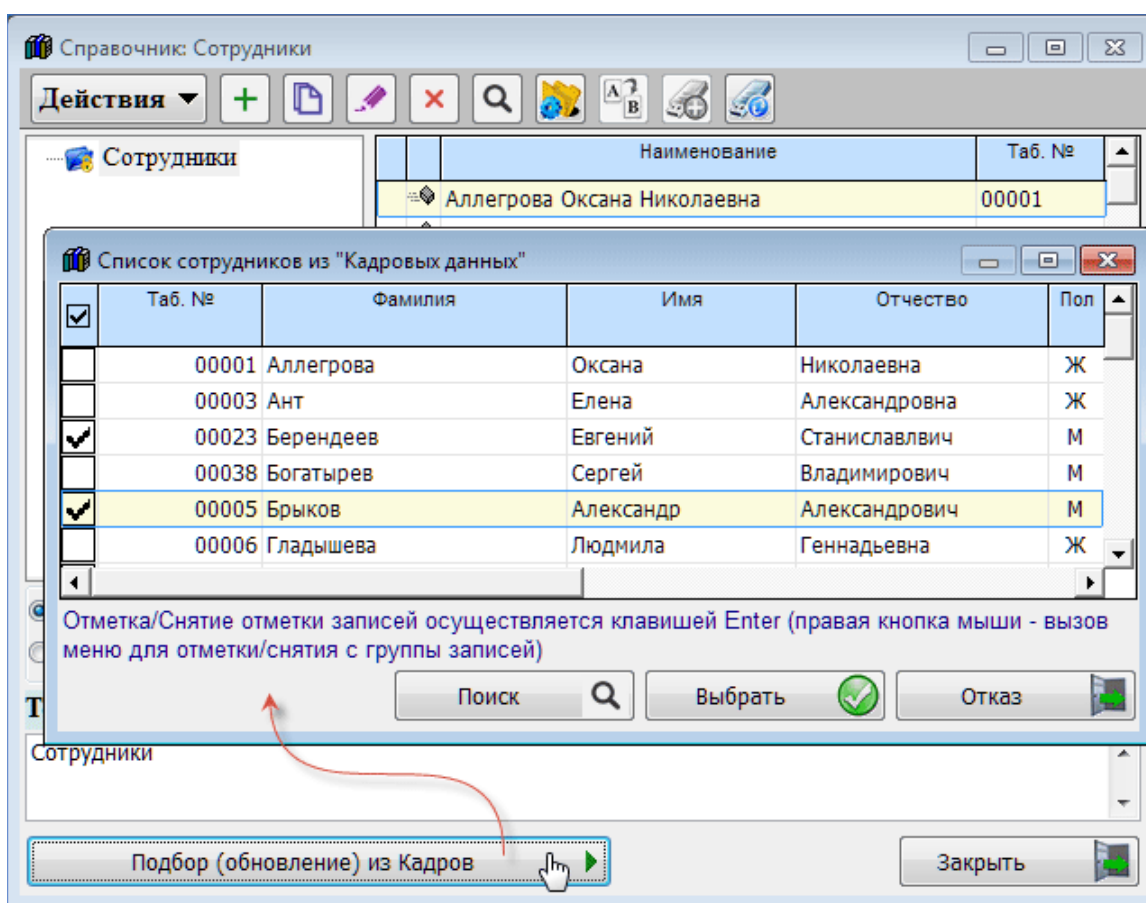 Справочник: Сотрудники
Действия
A B
Сотрудники
Наименование Таб. №
Аллегрова Оксана Николаевна 00001
Список сотрудников из "Кадровых данных"
Таб. № Фамилия Имя Отчество Пол
00001 Аллегрова Оксана Николаевна Ж
00003 Ант Елена Александровна Ж
00023 Берендеев Евгений Станиславлвич М
00038 Богатырев Сергей Владимирович М
00005 Брыков Александр Александрович М
00006 Гладышева Людмила Геннадьевна Ж
Отметка/Снятие отметки записей осуществляется клавишей Enter (правая кнопка мыши - вызов
меню для отметки/снятия с группы записей)
Поиск Выбрать Отказ
Т
Сотрудники
Подбор (обновление) из Кадров Закрыть